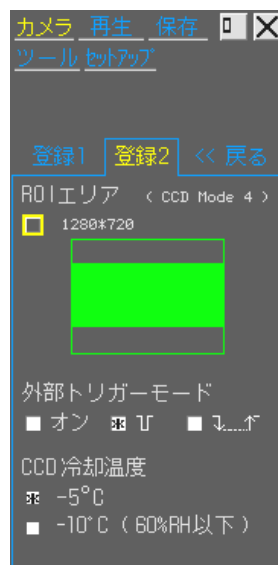 カメラ 再生 保存
ツール セットアップ
登録1 登録2 << 戻る
ROIエリア ( CCD Mode 4 )
1280*720
外部トリガーモード
オン
CCD冷却温度
-5°C
-10°C ( 60%RH以下 )